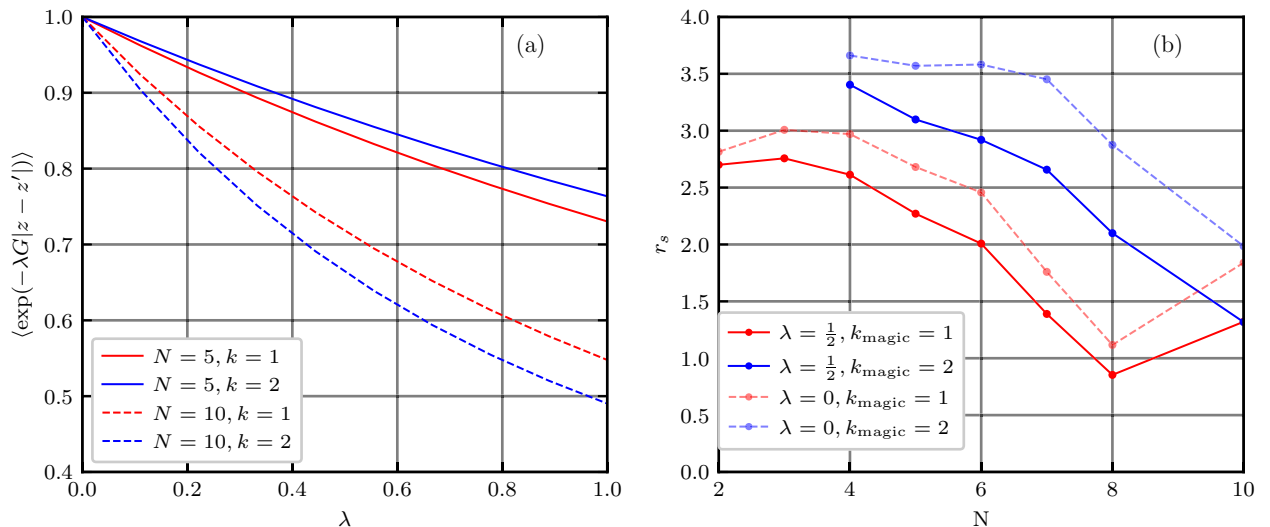 (a)
1.0
0.9
0.8
0.7
0.6
0.5
0.4
0.0 0.2 0.4 0.6 0.8 1.0
λ
⟨exp(−λG|z − z′|)⟩
N = 5, k = 1
N = 5, k = 2
N = 10, k = 1
N = 10, k = 2
(b)
4.0
3.5
3.0
2.5
2.0
1.5
1.0
0.5
0.0
2 4 6 8 10
N
r_s
λ = ½, k_magic = 1
λ = ½, k_magic = 2
λ = 0, k_magic = 1
λ = 0, k_magic = 2